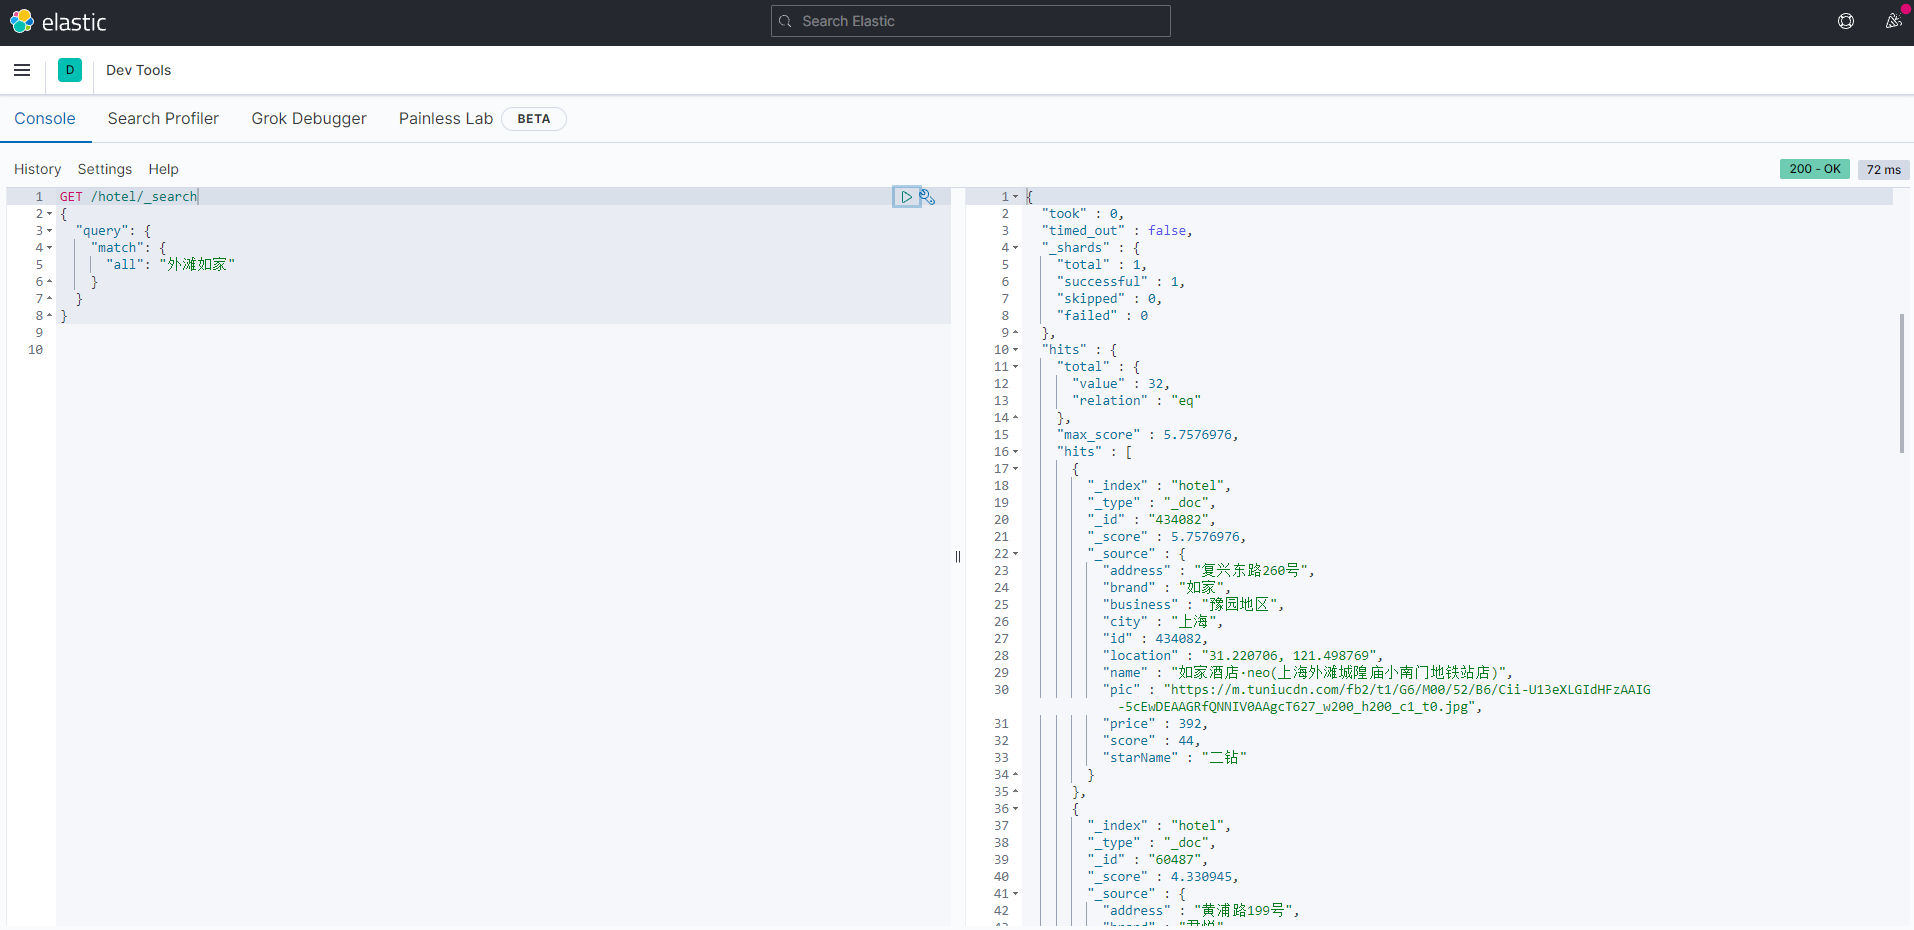 elastic
Search Elastic
D
Dev Tools
Console
Search Profiler
Grok Debugger
Painless Lab
BETA
History
Settings
Help
200 - OK
72 ms
1 GET /hotel/_search
2 {
3 "query": {
4 "match": {
5 "all": "外滩如家"
6 }
7 }
8 }
9
10
1 {
2 "took" : 0,
3 "timed_out" : false,
4 "_shards" : {
5 "total" : 1,
6 "successful" : 1,
7 "skipped" : 0,
8 "failed" : 0
9 },
10 "hits" : {
11 "total" : {
12 "value" : 32,
13 "relation" : "eq"
14 },
15 "max_score" : 5.7576976,
16 "hits" : [
17 {
18 "_index" : "hotel",
19 "_type" : "_doc",
20 "_id" : "434082",
21 "_score" : 5.7576976,
22 "_source" : {
23 "address" : "复兴东路260号",
24 "brand" : "如家",
25 "business" : "豫园地区",
26 "city" : "上海",
27 "id" : 434082,
28 "location" : "31.220706, 121.498769",
29 "name" : "如家酒店·neo(上海外滩城隍庙小南门地铁站店)",
30 "pic" : "https://m.tuniucdn.com/fb2/t1/G6/M00/52/B6/Cii-U13eXLGIdHFzAAIG
-5cEwDEAAGRfQNNIV0AAgcT627_w200_h200_c1_t0.jpg",
31 "price" : 392,
32 "score" : 44,
33 "starName" : "二钻"
34 }
35 },
36 {
37 "_index" : "hotel",
38 "_type" : "_doc",
39 "_id" : "60487",
40 "_score" : 4.330945,
41 "_source" : {
42 "address" : "黄浦路199号",